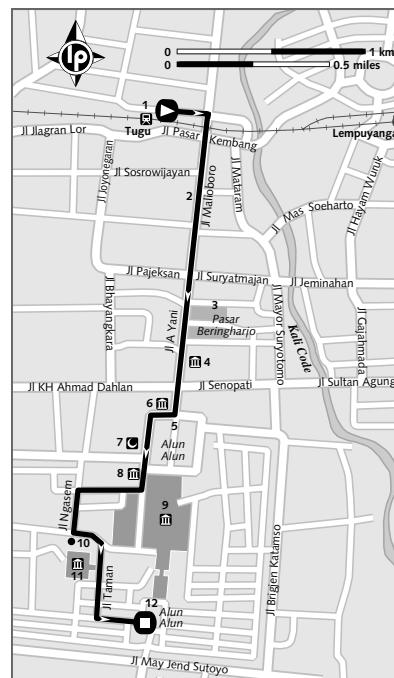 lp
0 1 km
0 0.5 miles
1
Tugu
Lempuyanga
Jl Jlagran Lor
Jl Pasar Kembang
Jl Joyonegaran
Jl Sosrowijayan
2
Jl Malioboro
Jl Mataram
Jl Hayam Wuruk
Jl Mas Soeharto
Jl Pajeksan
Jl Suryatmajan
Jl Jeminahan
Jl Bhayangkara
Jl A Yani
3
Pasar
Beringharjo
Jl Mayor Suryotomo
Kali Code
Jl Gajahmada
4
Jl KH Ahmad Dahlan
Jl Senopati
Jl Sultan Agung
6
5
7
Alun
Alun
8
9
Jl Ngasem
10
11
Jl Taman
Jl Brigjen Katamso
12
Alun
Alun
Jl May Jend Sutoyo